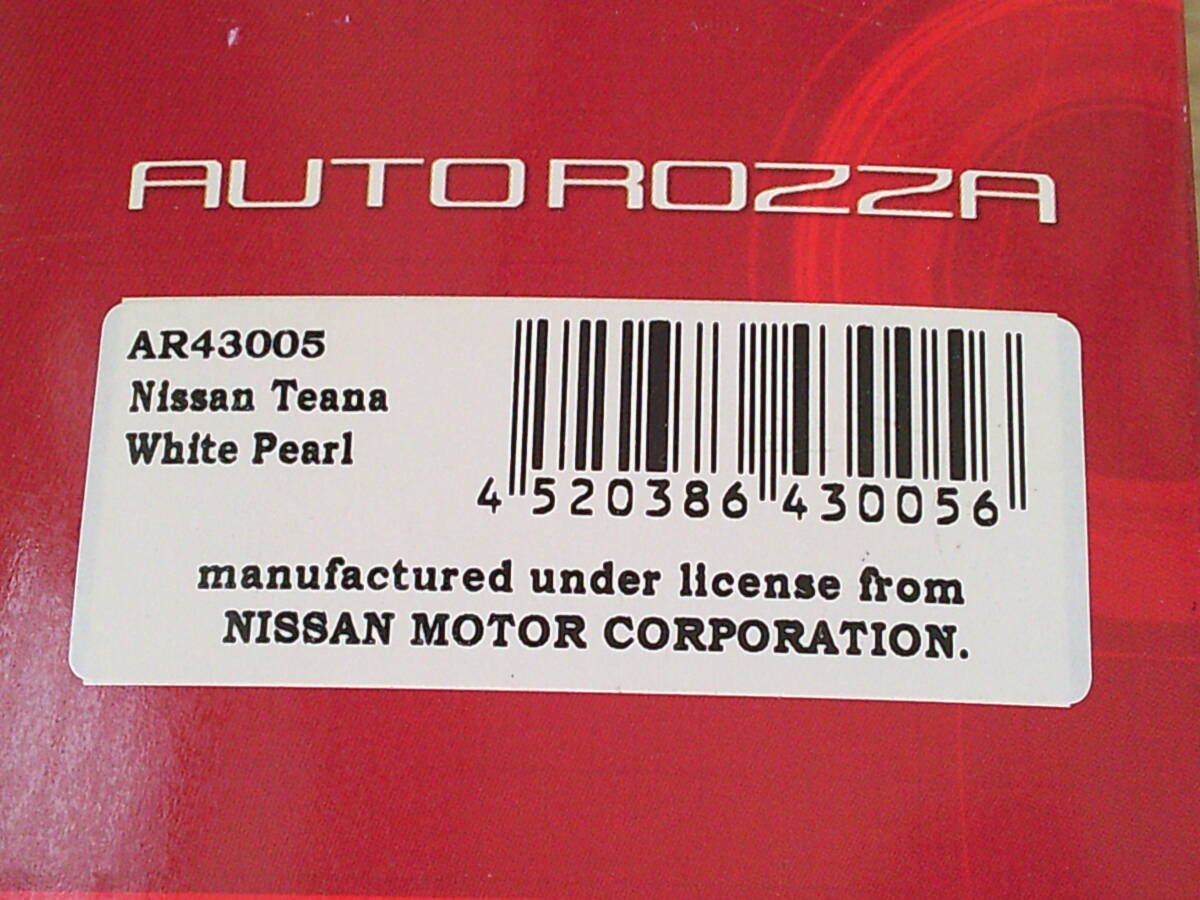 AUTOROZZA
AR43005
Nissan Teana
White Pearl
4 520386 430056
manufactured under license from
NISSAN MOTOR CORPORATION.